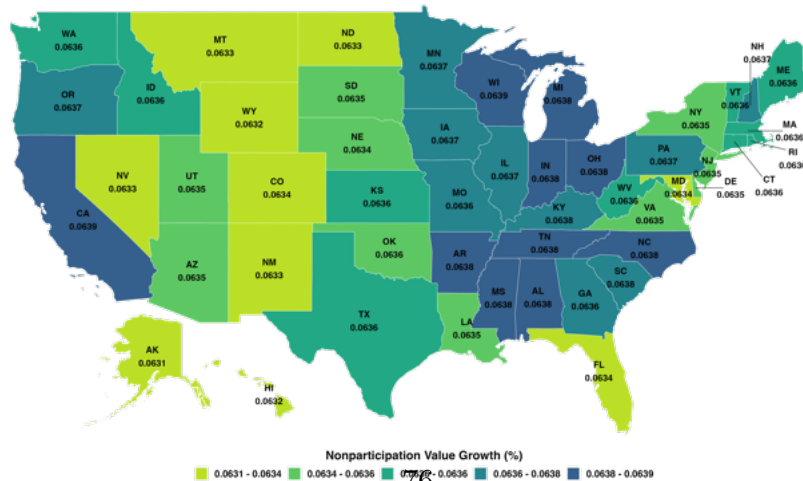 WA
0.0636
MT
0.0633
ND
0.0633
MN
0.0637
NH
0.0637
ME
0.0636
OR
0.0637
ID
0.0636
WY
0.0632
SD
0.0635
WI
0.0639
MI
0.0638
VT
0.0636
NY
0.0635
MA
0.0636
RI
CT
0.0636
NE
0.0634
IA
0.0637
PA
0.0637
NJ
0.0635
DE
0.0635
MD
0.0634
NV
0.0633
UT
0.0635
CO
0.0634
KS
0.0636
MO
0.0636
IL
0.0637
IN
0.0638
OH
0.0638
WV
0.0636
VA
0.0635
KY
0.0638
CA
0.0639
AZ
0.0635
NM
0.0633
OK
0.0636
AR
0.0638
TN
0.0638
NC
0.0638
SC
0.0638
MS
0.0638
AL
0.0638
GA
0.0636
TX
0.0636
LA
0.0635
FL
0.0634
AK
0.0631
HI
0.0632
Nonparticipation Value Growth (%)
0.0631 - 0.0634 0.0634 - 0.0636 0.0636 0.0636 - 0.0638 0.0638 - 0.0639
76